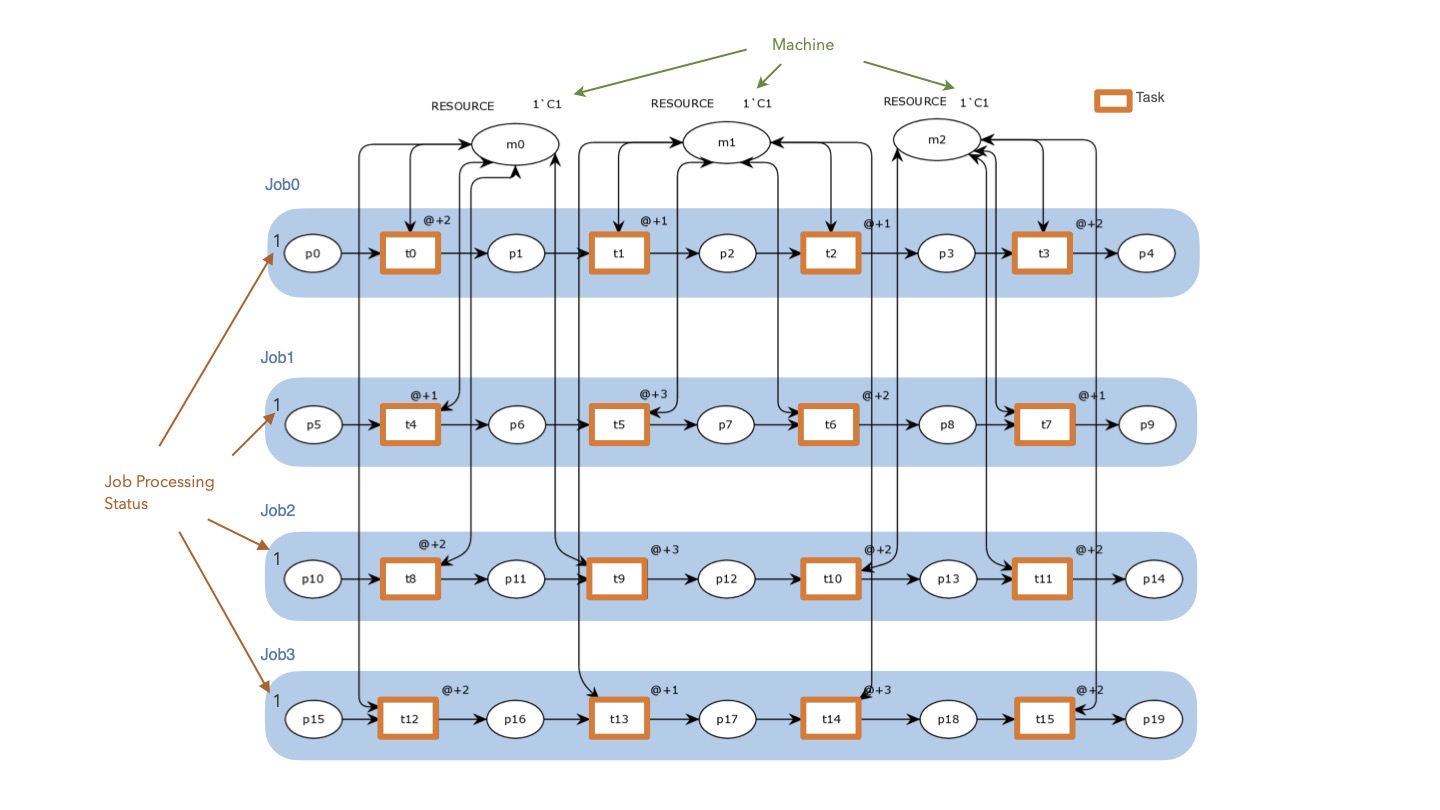 Machine
RESOURCE 1`C1 RESOURCE 1`C1 RESOURCE 1`C1
Task
m0 m1 m2
Job0
@+2 @+1 @+1 @+2
1 p0 t0 p1 t1 p2 t2 p3 t3 p4
Job1
@+1 @+3 @+2 @+1
1 p5 t4 p6 t5 p7 t6 p8 t7 p9
Job Processing
Status
Job2
@+2 @+3 @+2 @+2
1 p10 t8 p11 t9 p12 t10 p13 t11 p14
Job3
@+2 @+1 @+3 @+2
1 p15 t12 p16 t13 p17 t14 p18 t15 p19